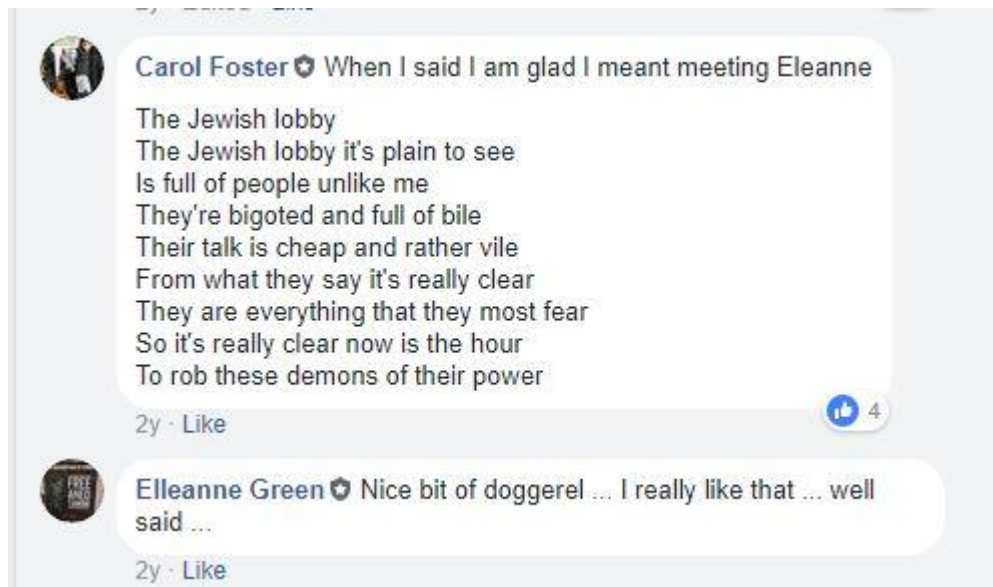 Carol Foster When I said I am glad I meant meeting Eleanne
The Jewish lobby
The Jewish lobby it's plain to see
Is full of people unlike me
They're bigoted and full of bile
Their talk is cheap and rather vile
From what they say it's really clear
They are everything that they most fear
So it's really clear now is the hour
To rob these demons of their power
4
2y · Like
Elleanne Green Nice bit of doggerel ... I really like that ... well
said ...
2y · Like